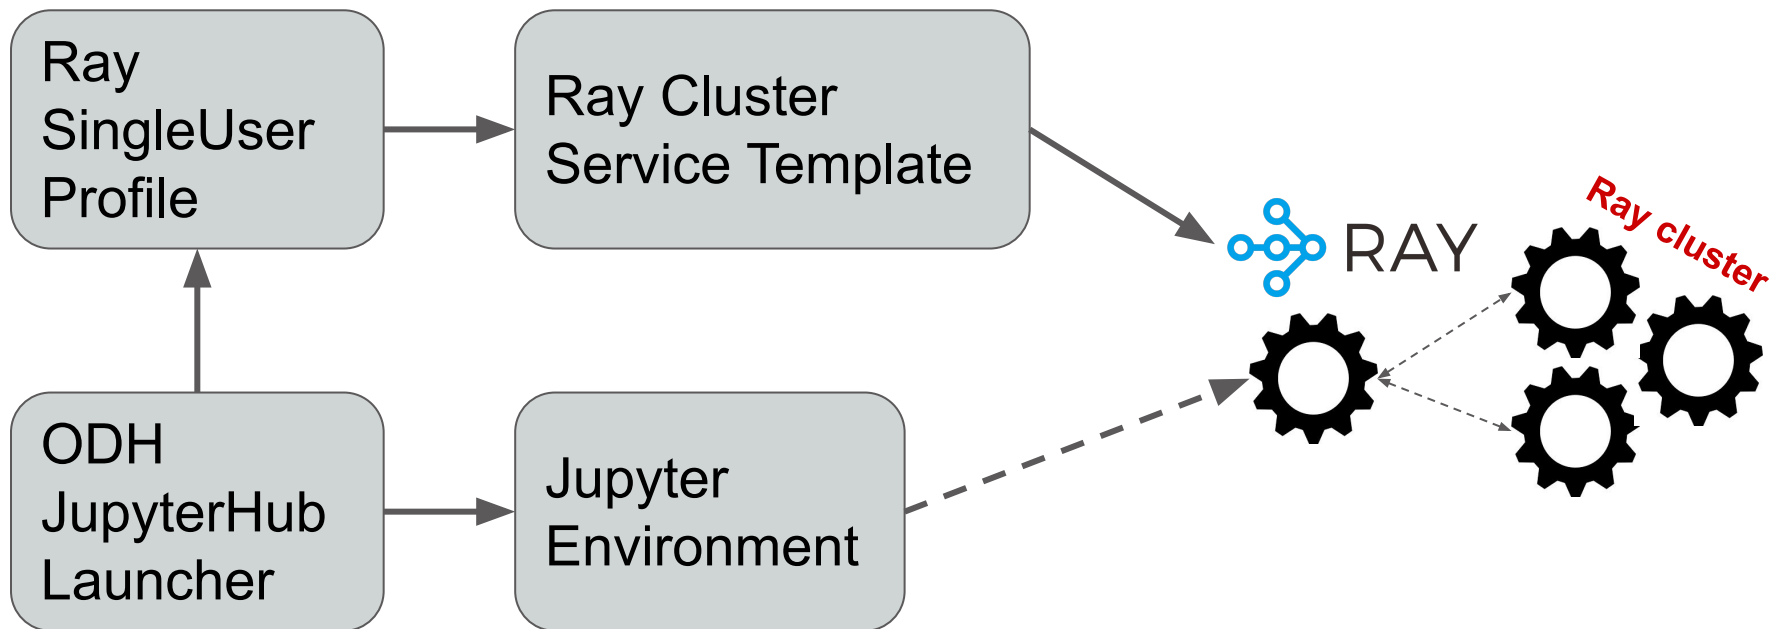 Ray
SingleUser
Profile
Ray Cluster
Service Template
RAY
Ray cluster
ODH
JupyterHub
Launcher
Jupyter
Environment